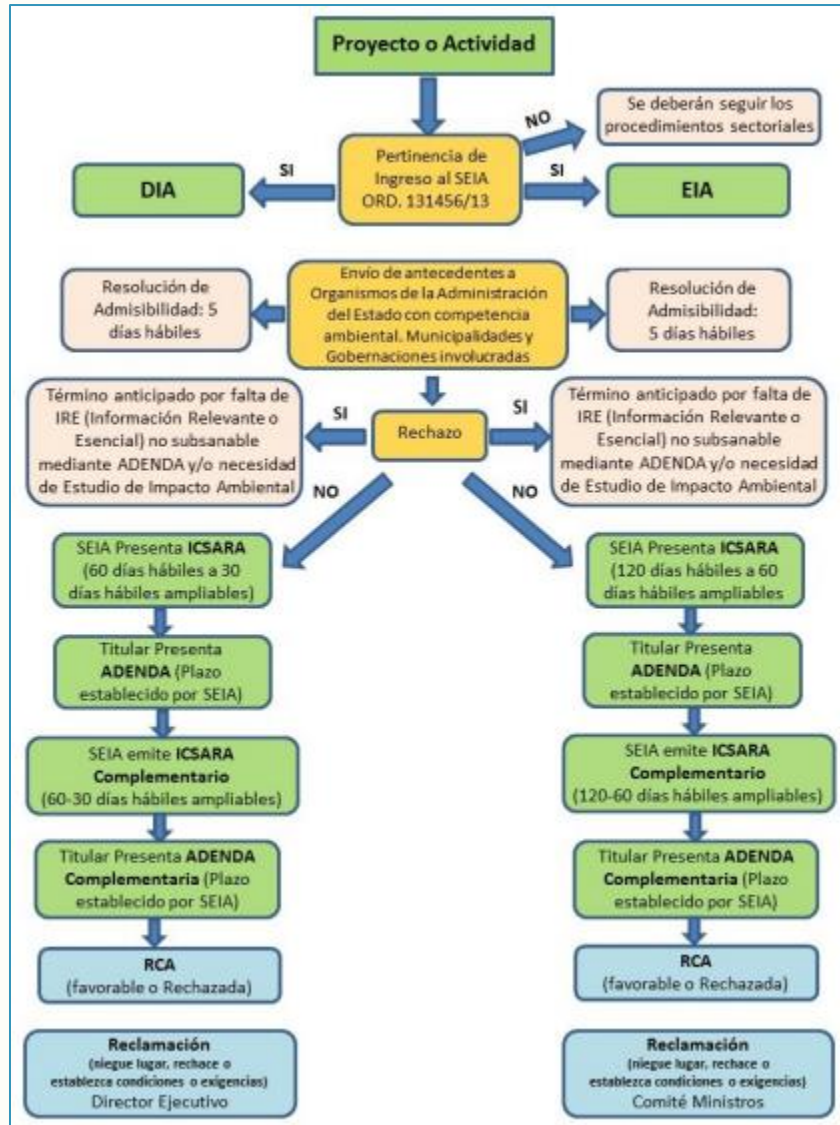 Proyecto o Actividad
NO
Se deberán seguir los
procedimientos sectoriales
SI
Pertinencia de
Ingreso al SEIA
ORD. 131456/13
SI
DIA
EIA
Resolución de
Admisibilidad: 5
días hábiles
Envío de antecedentes a
Organismos de la Administración
del Estado con competencia
ambiental. Municipalidades y
Gobernaciones involucradas
Resolución de
Admisibilidad:
5 días hábiles
Término anticipado por falta de
IRE (Información Relevante o
Esencial) no subsanable
mediante ADENDA y/o necesidad
de Estudio de Impacto Ambiental
SI
Rechazo
SI
Término anticipado por falta de
IRE (Información Relevante o
Esencial) no subsanable
mediante ADENDA y/o necesidad
de Estudio de Impacto Ambiental
NO
NO
SEIA Presenta ICSARA
(60 días hábiles a 30
días hábiles ampliables)
Titular Presenta
ADENDA (Plazo
establecido por SEIA)
SEIA emite ICSARA
Complementario
(60-30 días hábiles ampliables)
Titular Presenta ADENDA
Complementaria (Plazo
establecido por SEIA)
RCA
(favorable o Rechazada)
Reclamación
(niegue lugar, rechace o
establezca condiciones o exigencias)
Director Ejecutivo
SEIA Presenta ICSARA
(120 días hábiles a 60
días hábiles ampliables
Titular Presenta
ADENDA (Plazo
establecido por SEIA)
SEIA emite ICSARA
Complementario
(120-60 días hábiles ampliables)
Titular Presenta ADENDA
Complementaria (Plazo
establecido por SEIA)
RCA
(favorable o Rechazada)
Reclamación
(niegue lugar, rechace o
establezca condiciones o exigencias)
Comité Ministros